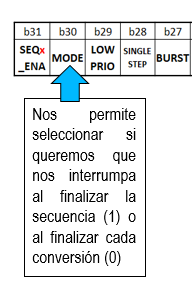 b31 b30 b29 b28 b27
SEQx _ENA MODE LOW PRIO SINGLE STEP BURST
Nos permite
seleccionar si
queremos que
nos interrumpa
al finalizar la
secuencia (1) o
al finalizar cada
conversión (0)